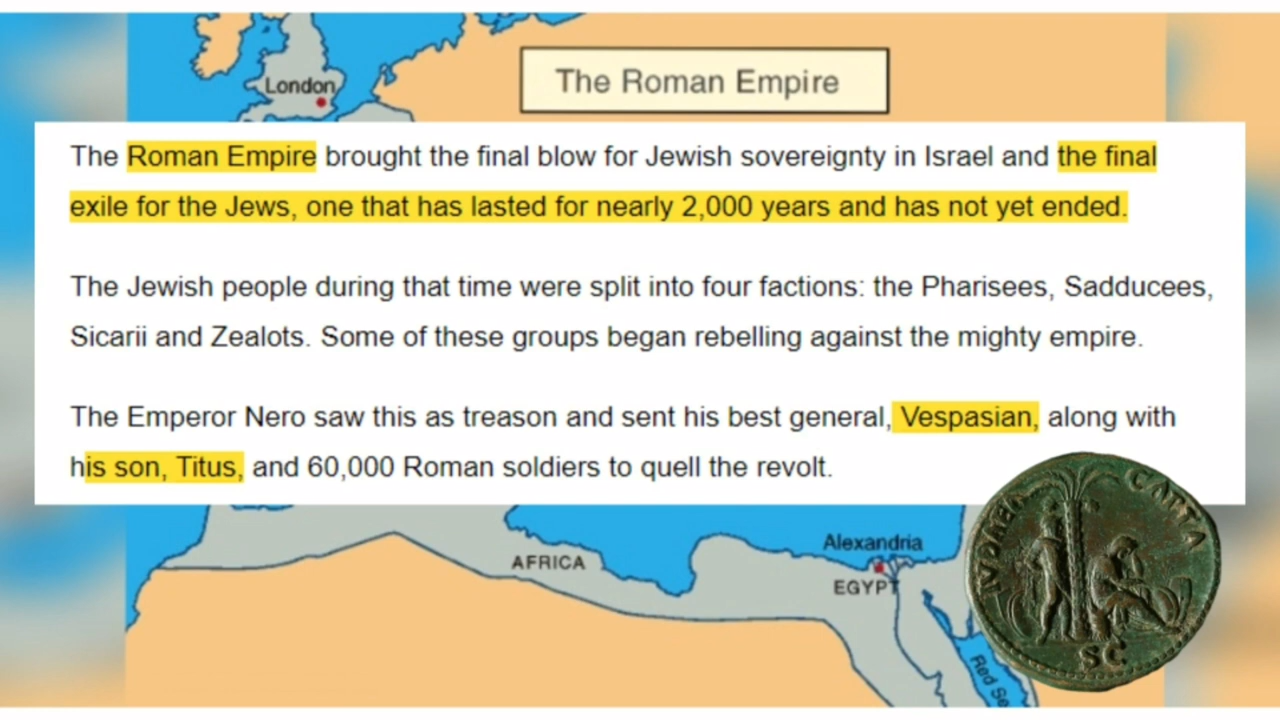 London
The Roman Empire
The Roman Empire brought the final blow for Jewish sovereignty in Israel and the final
exile for the Jews, one that has lasted for nearly 2,000 years and has not yet ended.
The Jewish people during that time were split into four factions: the Pharisees, Sadducees,
Sicarii and Zealots. Some of these groups began rebelling against the mighty empire.
The Emperor Nero saw this as treason and sent his best general, Vespasian, along with
his son, Titus, and 60,000 Roman soldiers to quell the revolt.
AFRICA
Alexandria
EGYPT
Red Se
IVDAEA CAPTA
SC